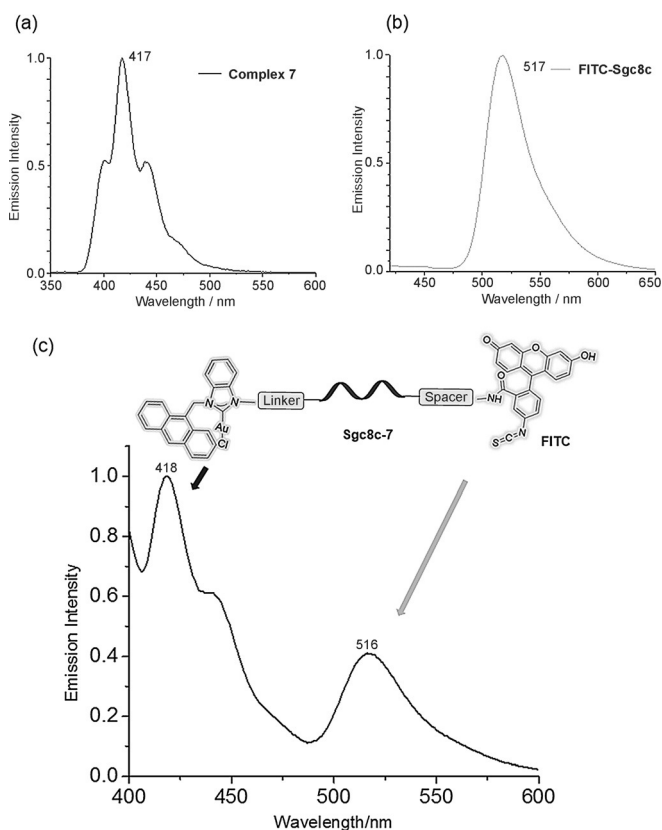 (a)
417
Complex 7
Emission Intensity
1.0
0.5
0.0
350 400 450 500 550 600
Wavelength / nm
(b)
517
FITC-Sgc8c
Emission Intensity
1.0
0.5
0.0
450 500 550 600 650
Wavelength / nm
(c)
N
N
Au
Cl
Linker
Sgc8c-7
Spacer
NH
O
O
O
OH
S
C
N
FITC
418
516
Emission Intensity
1.0
0.8
0.6
0.4
0.2
0.0
400 450 500 550 600
Wavelength/nm